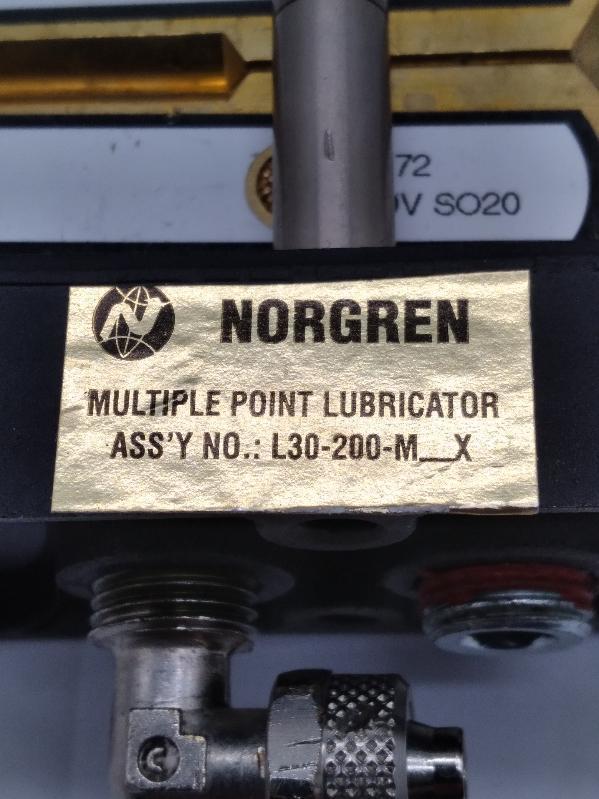 72
V SO20
NORGREN
MULTIPLE POINT LUBRICATOR
ASS'Y NO.: L30-200-M__X